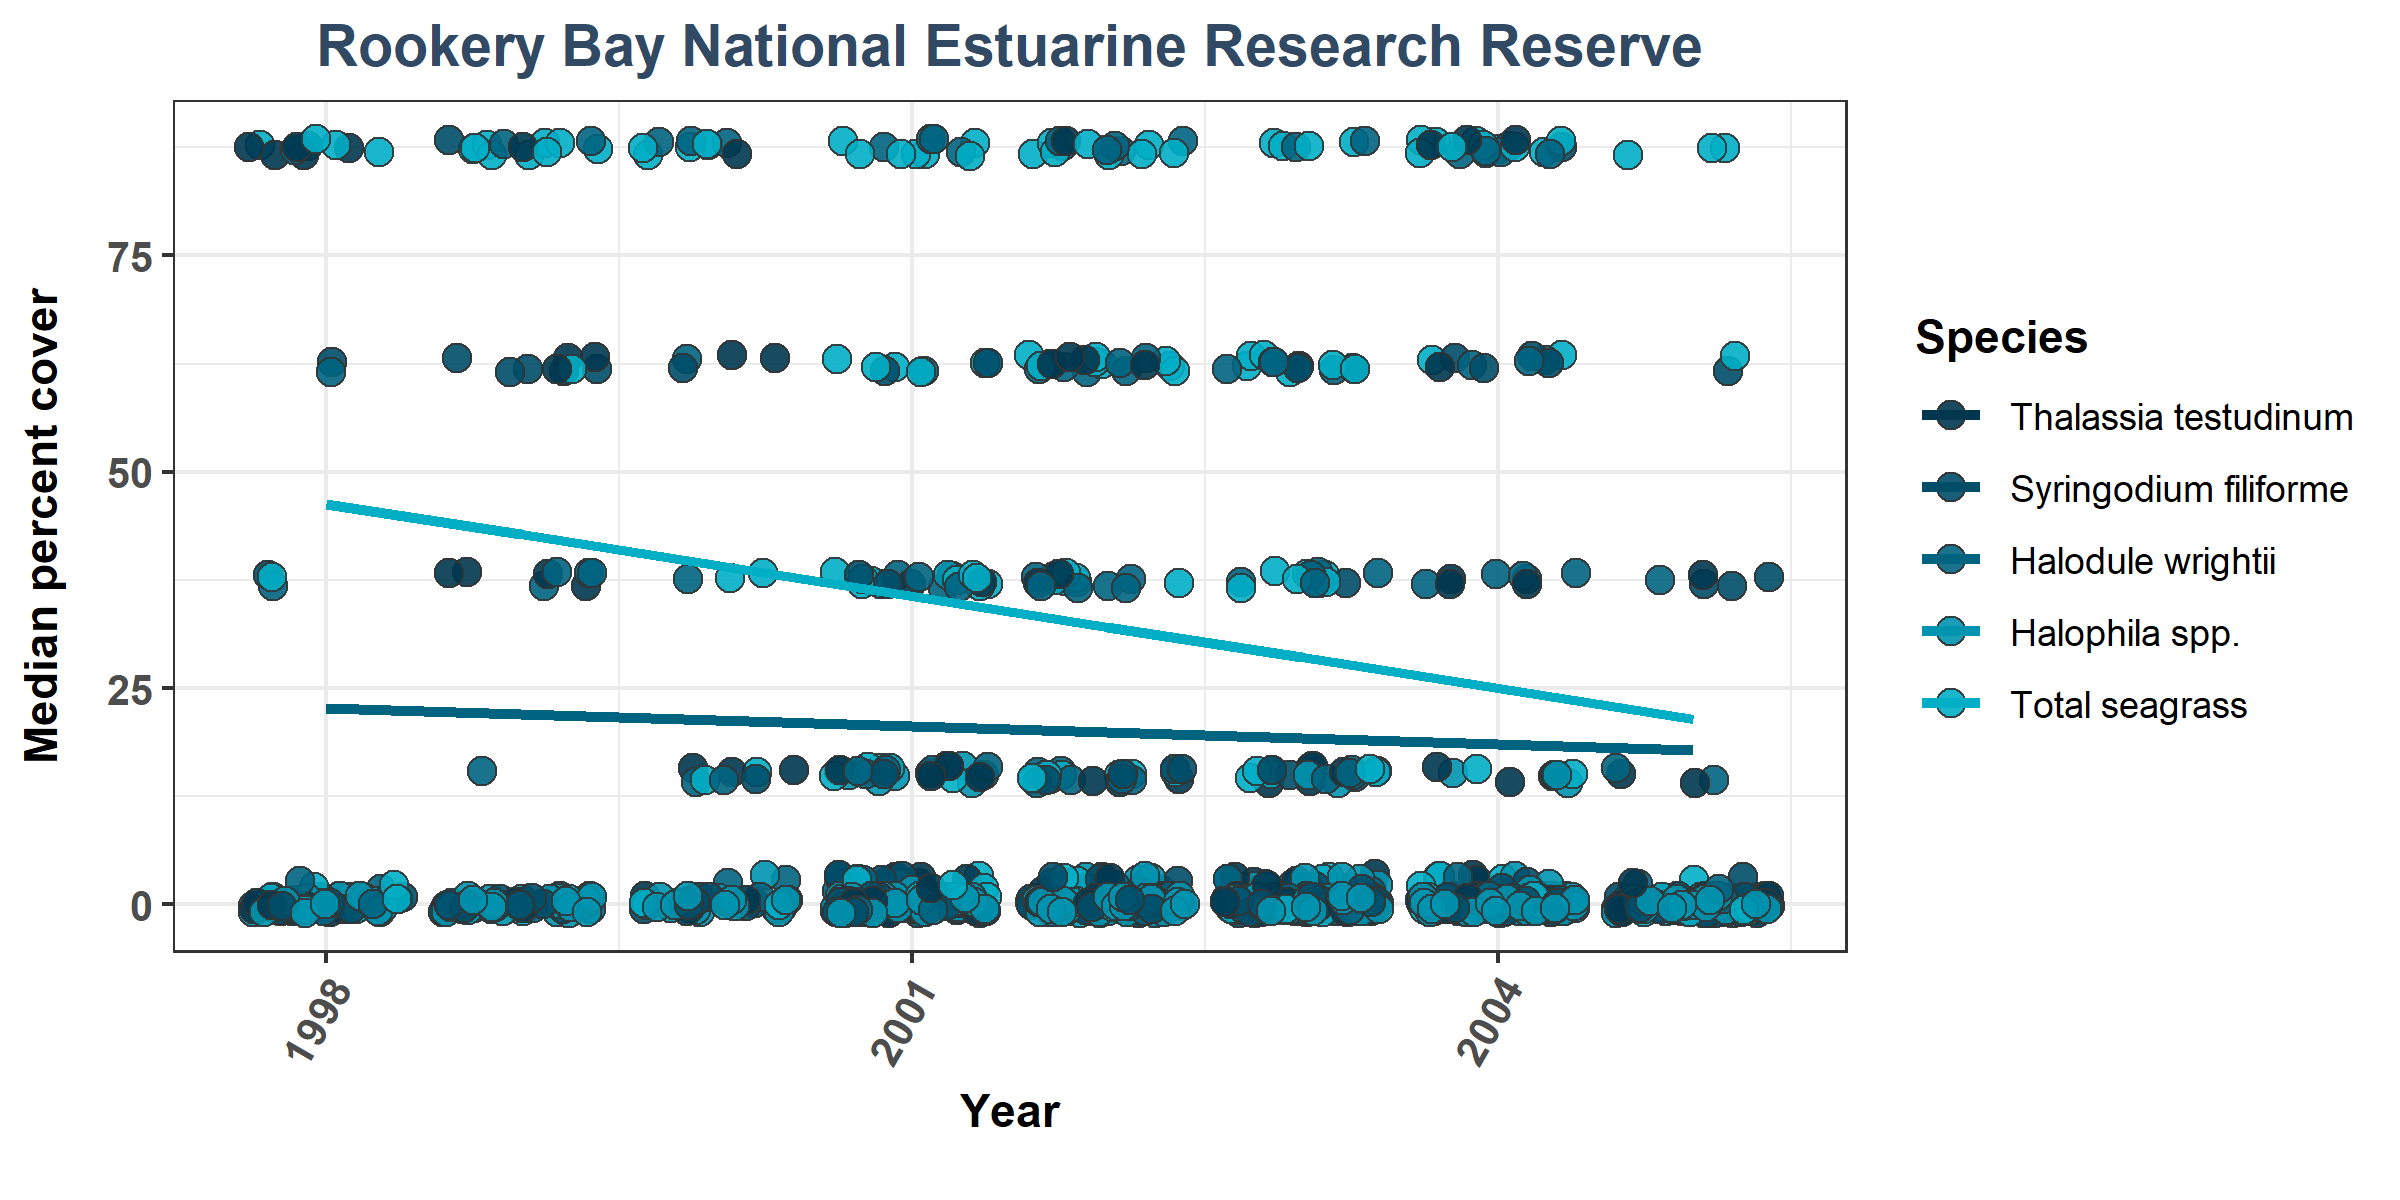 Rookery Bay National Estuarine Research Reserve
Median percent cover
75
50
25
0
1998
2001
2004
Year
Species
Thalassia testudinum
Syringodium filiforme
Halodule wrightii
Halophila spp.
Total seagrass